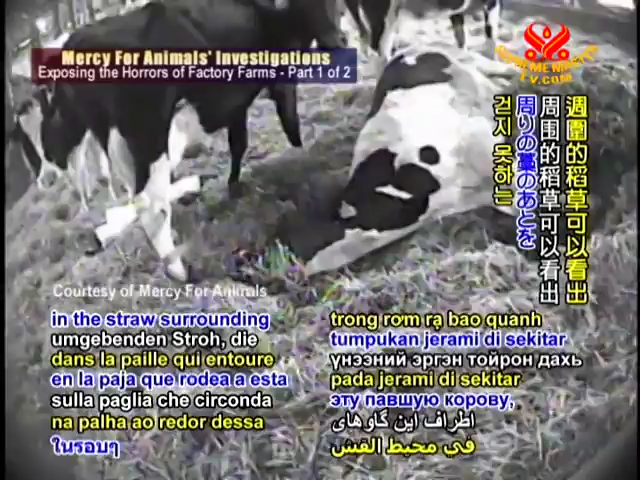 Mercy For Animals' Investigations
Exposing the Horrors of Factory Farms - Part 1 of 2
SUPREME MASTER
TV.COM
週圍的稻草可以看出
周围的稻草可以看出
周りの藁のあとを
걷지 못하는
Courtesy of Mercy For Animals
in the straw surrounding
umgebenden Stroh, die
dans la paille qui entoure
en la paja que rodea a esta
sulla paglia che circonda
na palha ao redor dessa
ในรอบๆ
trong rơm rạ bao quanh
tumpukan jerami di sekitar
үнээний эргэн тойрон дахь
pada jerami di sekitar
эту павшую корову,
اطراف این گاوهای
في محيط القش